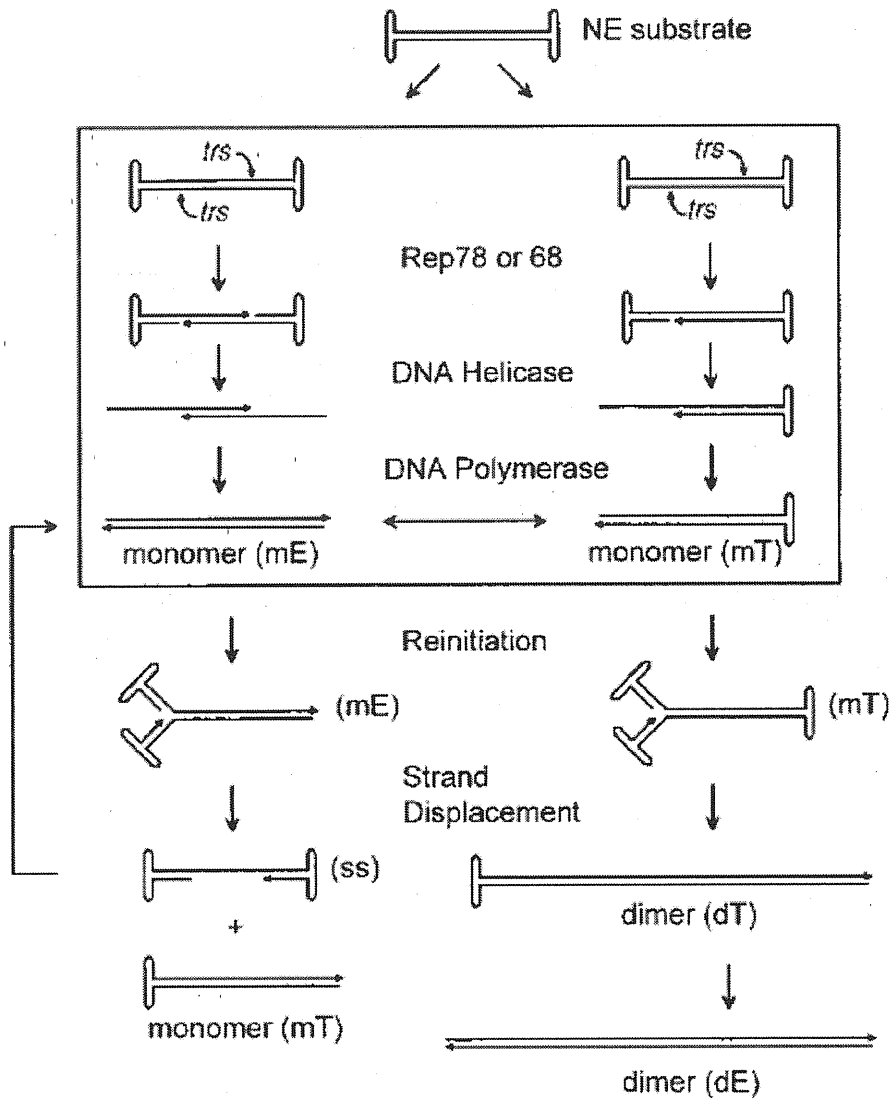 NE substrate
trs
trs
trs
trs
Rep78 or 68
DNA Helicase
DNA Polymerase
monomer (mE)
monomer (mT)
Reinitiation
(mE)
(mT)
Strand
Displacement
(ss)
+
dimer (dT)
monomer (mT)
dimer (dE)